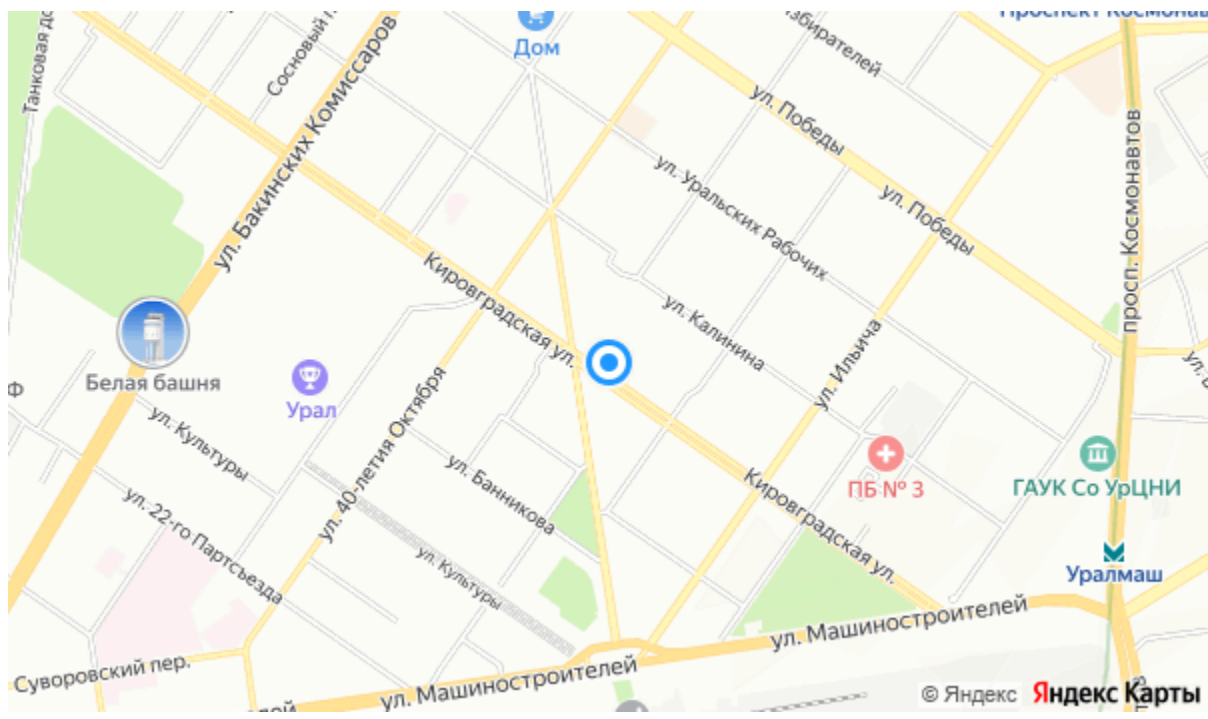 Проспект Космонав
Избирателей
Танковая до
Сосновый п
Дом
ул. Бакинских Комиссаров
ул. Победы
просп. Космонавтов
ул. Уральских Рабочих
ул. Победы
Кировградская ул.
ул. Калинина
ул. Ильича
Белая башня
Ф
Урал
ул. 40-летия Октября
ул. Культуры
ул. Банникова
ПБ № 3
ГАУК Со УрЦНИ
Кировградская ул.
ул. 22-го Партсъезда
ул. Культуры
Уралмаш
ул. Машиностроителей
Суворовский пер.
ул. Машиностроителей
© Яндекс Яндекс Карты